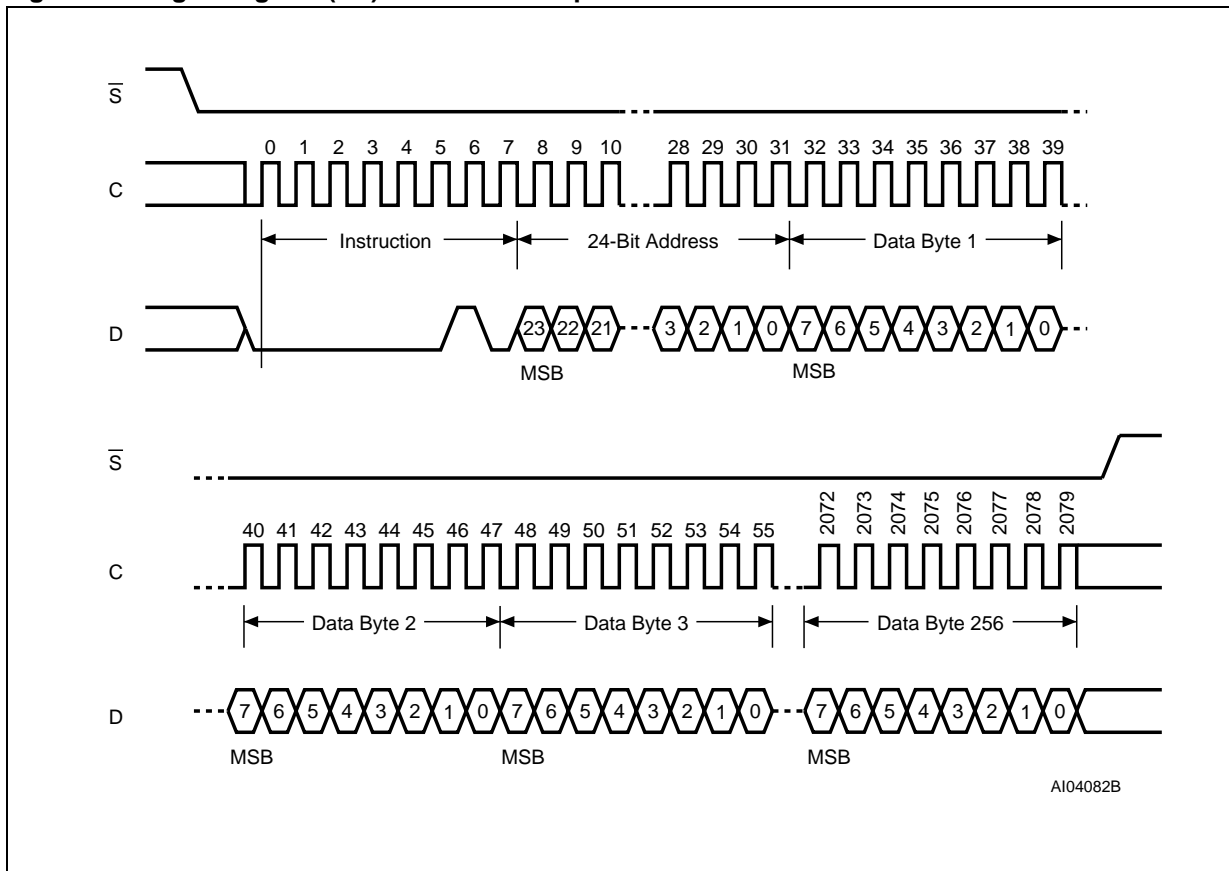 S
0 1 2 3 4 5 6 7 8 9 10 28 29 30 31 32 33 34 35 36 37 38 39
C
Instruction 24-Bit Address Data Byte 1
D 23 22 21 3 2 1 0 7 6 5 4 3 2 1 0
MSB MSB
S
40 41 42 43 44 45 46 47 48 49 50 51 52 53 54 55 2072 2073 2074 2075 2076 2077 2078 2079
C
Data Byte 2 Data Byte 3 Data Byte 256
D 7 6 5 4 3 2 1 0 7 6 5 4 3 2 1 0 7 6 5 4 3 2 1 0
MSB MSB MSB
AI04082B